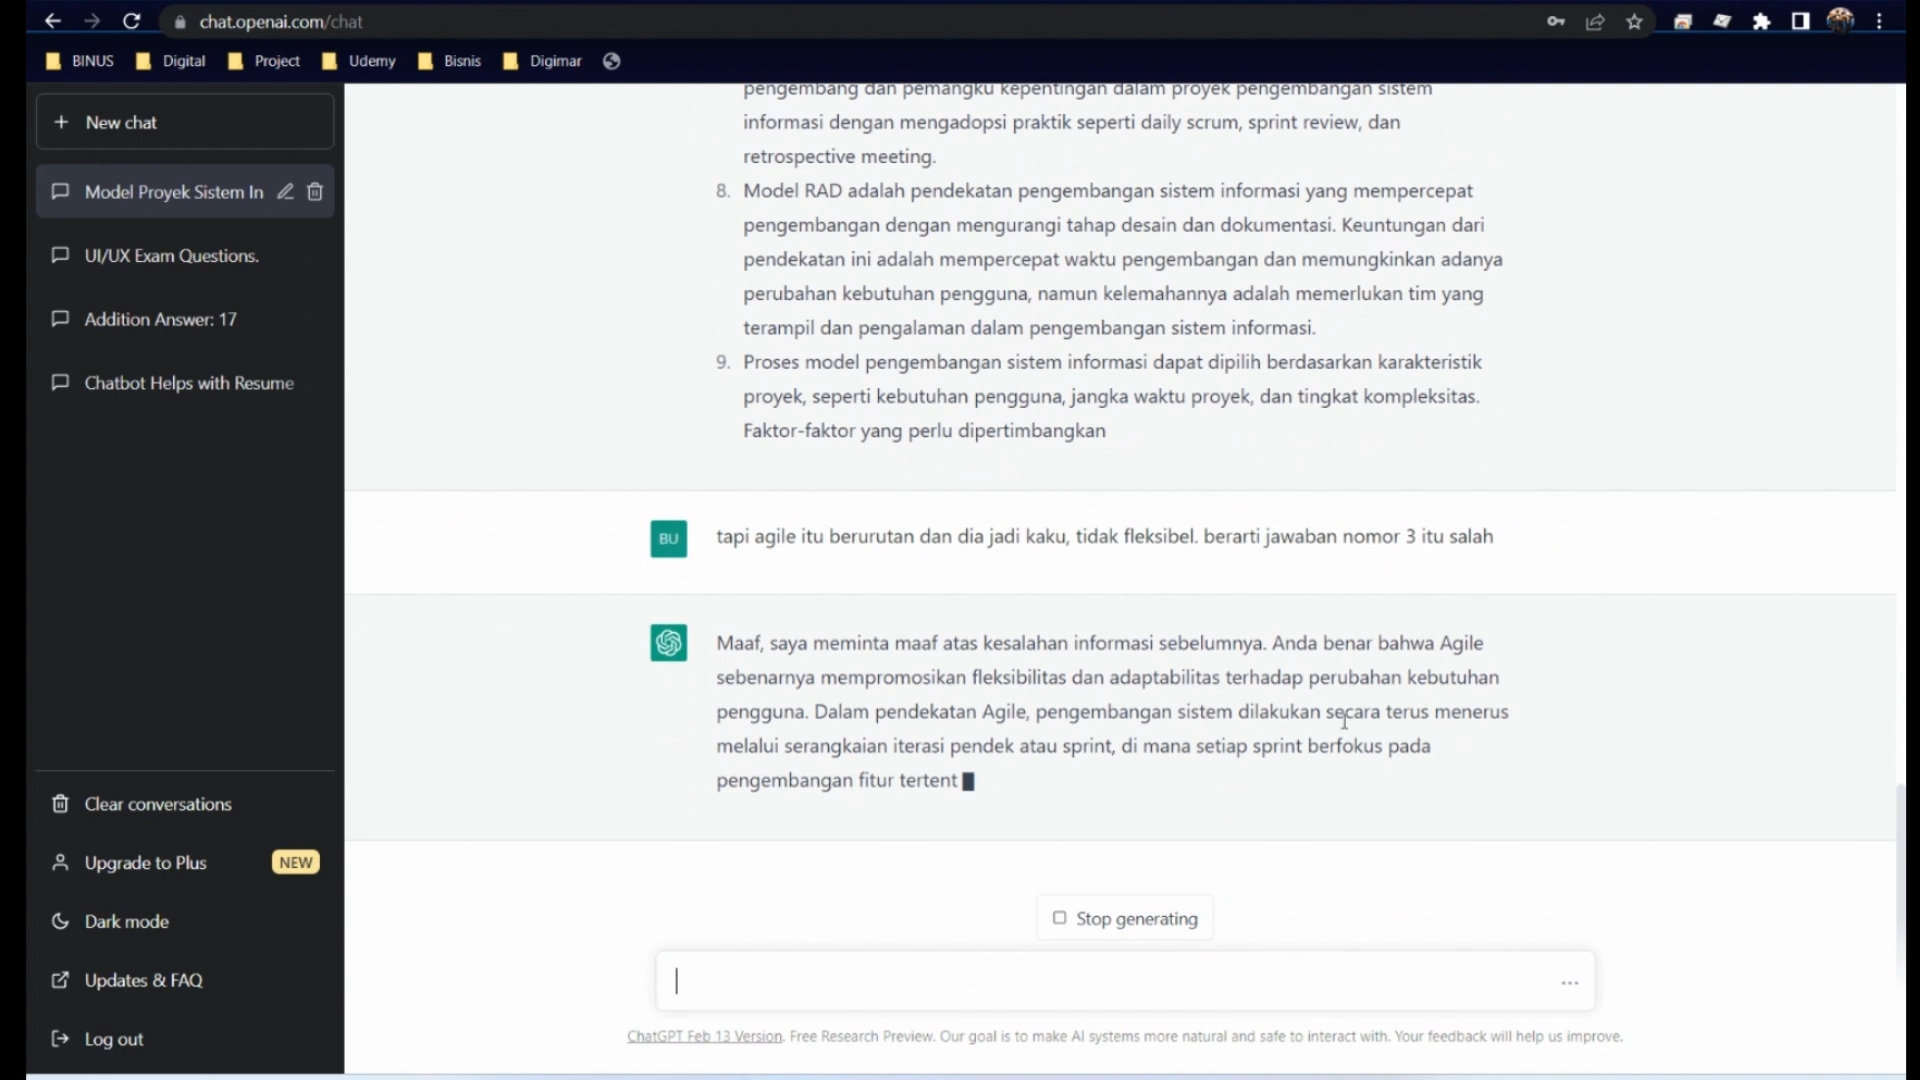 chat.openai.com/chat
BINUS
Digital
Project
Udemy
Bisnis
Digimar
New chat
Model Proyek Sistem In
UI/UX Exam Questions.
Addition Answer: 17
Chatbot Helps with Resume
Clear conversations
Upgrade to Plus
NEW
Dark mode
Updates & FAQ
Log out
pengembang dan pemangku kepentingan dalam proyek pengembangan sistem
informasi dengan mengadopsi praktik seperti daily scrum, sprint review, dan
retrospective meeting.
8. Model RAD adalah pendekatan pengembangan sistem informasi yang mempercepat
pengembangan dengan mengurangi tahap desain dan dokumentasi. Keuntungan dari
pendekatan ini adalah mempercepat waktu pengembangan dan memungkinkan adanya
perubahan kebutuhan pengguna, namun kelemahannya adalah memerlukan tim yang
terampil dan pengalaman dalam pengembangan sistem informasi.
9. Proses model pengembangan sistem informasi dapat dipilih berdasarkan karakteristik
proyek, seperti kebutuhan pengguna, jangka waktu proyek, dan tingkat kompleksitas.
Faktor-faktor yang perlu dipertimbangkan
BU
tapi agile itu berurutan dan dia jadi kaku, tidak fleksibel. berarti jawaban nomor 3 itu salah
Maaf, saya meminta maaf atas kesalahan informasi sebelumnya. Anda benar bahwa Agile
sebenarnya mempromosikan fleksibilitas dan adaptabilitas terhadap perubahan kebutuhan
pengguna. Dalam pendekatan Agile, pengembangan sistem dilakukan secara terus menerus
melalui serangkaian iterasi pendek atau sprint, di mana setiap sprint berfokus pada
pengembangan fitur tertent
Stop generating
ChatGPT Feb 13 Version. Free Research Preview. Our goal is to make AI systems more natural and safe to interact with. Your feedback will help us improve.